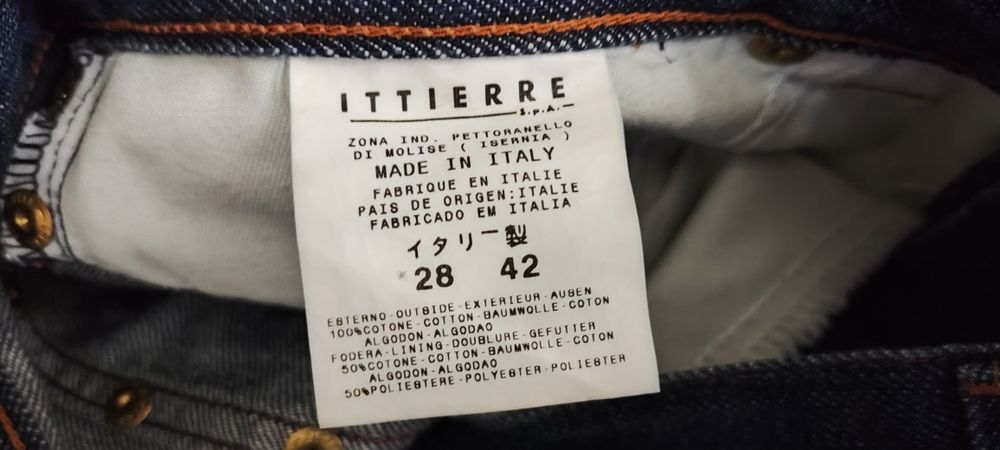 ITTIERRE
S.p.A.
ZONA IND. PETTORANELLO
DI MOLISE ( ISERNIA )
MADE IN ITALY
FABRIQUE EN ITALIE
PAIS DE ORIGEN:ITALIE
FABRICADO EM ITALIA
イタリー製
28 42
ESTERNO-OUTSIDE-EXTERIEUR-AUBEN
100%COTONE-COTTON-BAUMWOLLE-COTON
ALGODON-ALGODAO
FODERA-LINING-DOUBLURE-GEFUTTER
50%COTONE-COTTON-BAUMWOLLE-COTON
ALGODON-ALGODAO
50%POLIESTERE-POLYESTER-POLIESTER